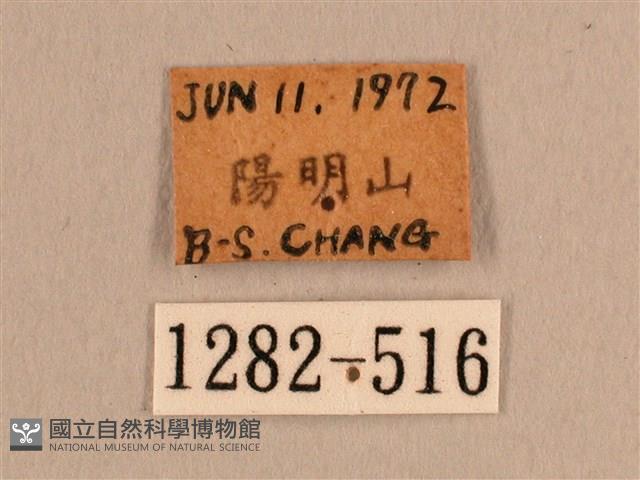 JUN 11. 1972
陽明山
B-S. CHANG
1282-516
國立自然科學博物館
NATIONAL MUSEUM OF NATURAL SCIENCE